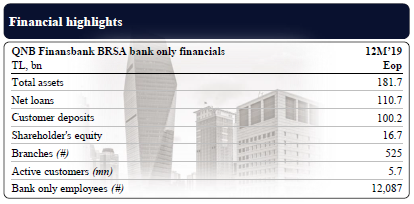 Financial highlights
QNB Finansbank BRSA bank only financials 12M'19
TL, bn Eop
Total assets 181.7
Net loans 110.7
Customer deposits 100.2
Shareholder's equity 16.7
Branches (#) 525
Active customers (mn) 5.7
Bank only employees (#) 12,087